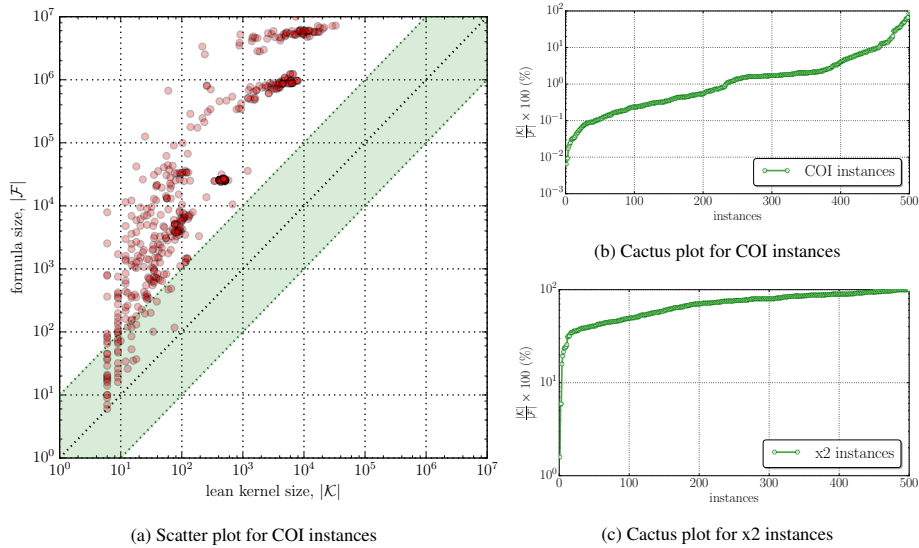 10^7
10^6
10^5
10^4
10^3
10^2
10^1
10^0
formula size, |𝓕|
10^0 10^1 10^2 10^3 10^4 10^5 10^6 10^7
lean kernel size, |𝓚|
(a) Scatter plot for COI instances
10^2
10^1
10^0
10^-1
10^-2
10^-3
|𝓚|/|𝓕| × 100 (%)
COI instances
0 100 200 300 400 500
instances
(b) Cactus plot for COI instances
10^2
10^1
10^0
|𝓚|/|𝓕| × 100 (%)
x2 instances
0 100 200 300 400 500
instances
(c) Cactus plot for x2 instances